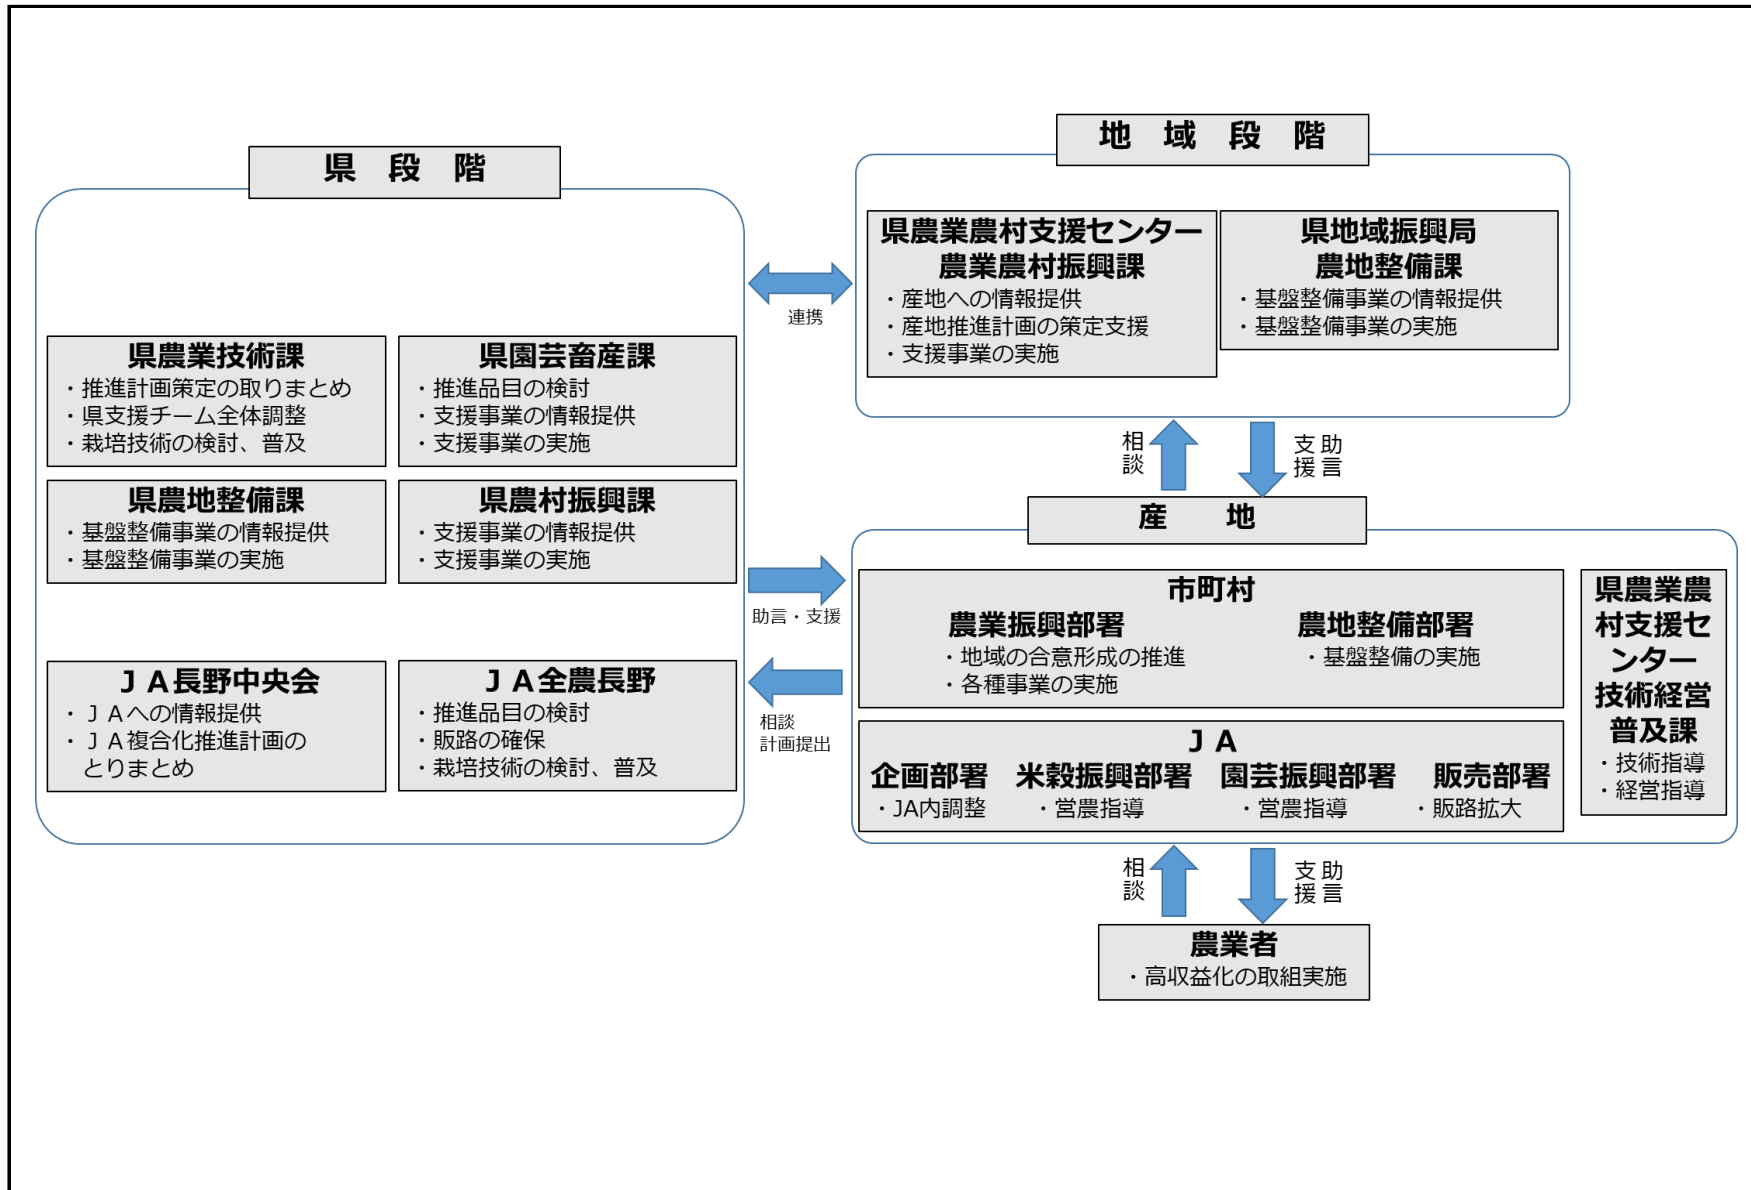 県　段　階
県農業技術課
・推進計画策定の取りまとめ
・県支援チーム全体調整
・栽培技術の検討、普及
県園芸畜産課
・推進品目の検討
・支援事業の情報提供
・支援事業の実施
県農地整備課
・基盤整備事業の情報提供
・基盤整備事業の実施
県農村振興課
・支援事業の情報提供
・支援事業の実施
ＪＡ長野中央会
・ＪＡへの情報提供
・ＪＡ複合化推進計画の
とりまとめ
ＪＡ全農長野
・推進品目の検討
・販路の確保
・栽培技術の検討、普及
連携
助言・支援
相談
計画提出
地　域　段　階
県農業農村支援センター
農業農村振興課
・産地への情報提供
・産地推進計画の策定支援
・支援事業の実施
県地域振興局
農地整備課
・基盤整備事業の情報提供
・基盤整備事業の実施
相談
助言
支援
産　　地
市町村
農業振興部署
・地域の合意形成の推進
・各種事業の実施
農地整備部署
・基盤整備の実施
ＪＡ
企画部署
・JA内調整
米穀振興部署
・営農指導
園芸振興部署
・営農指導
販売部署
・販路拡大
県農業農
村支援セ
ンター
技術経営
普及課
・技術指導
・経営指導
相談
助言
支援
農業者
・高収益化の取組実施